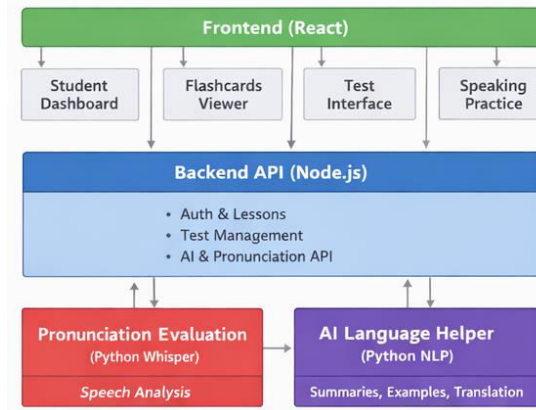 Frontend (React)
Student
Dashboard
Flashcards
Viewer
Test
Interface
Speaking
Practice
Backend API (Node.js)
• Auth & Lessons
• Test Management
• AI & Pronunciation API
Pronunciation Evaluation
(Python Whisper)
Speech Analysis
AI Language Helper
(Python NLP)
Summaries, Examples, Translation